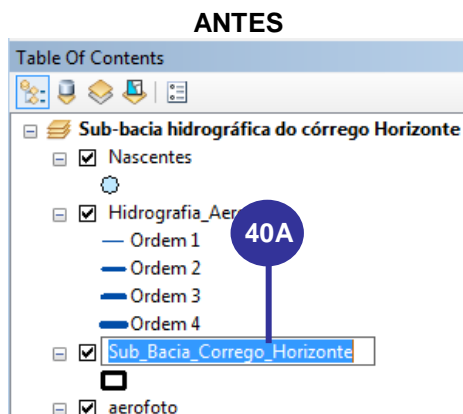 ANTES
Table Of Contents
Sub-bacia hidrográfica do córrego Horizonte
Nascentes
Hidrografia_Aer
40A
Ordem 1
Ordem 2
Ordem 3
Ordem 4
Sub_Bacia_Corrego_Horizonte
aerofoto